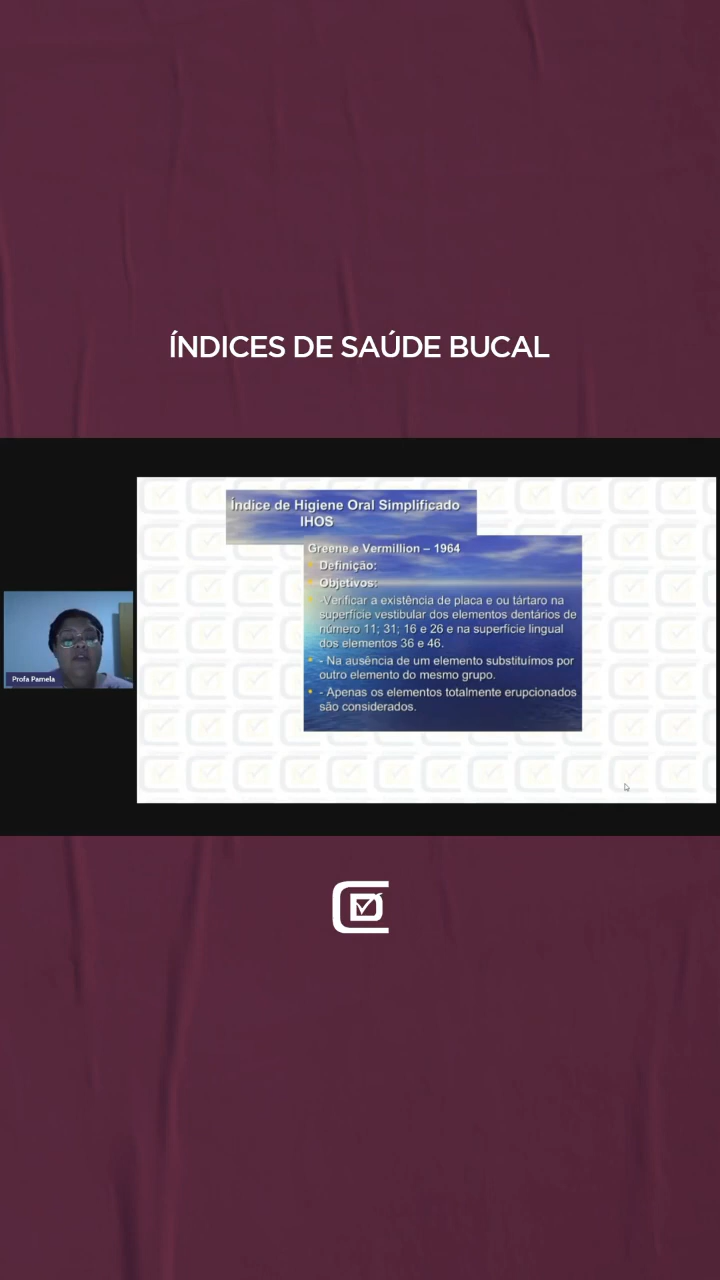 ÍNDICES DE SAÚDE BUCAL
Índice de Higiene Oral Simplificado
IHOS
Greene e Vermillion – 1964
Definição:
Objetivos:
-Verificar a existência de placa e ou tártaro na
superfície vestibular dos elementos dentários de
número 11; 31; 16 e 26 e na superfície lingual
dos elementos 36 e 46.
- Na ausência de um elemento substituímos por
outro elemento do mesmo grupo.
- Apenas os elementos totalmente erupcionados
são considerados.
Profa Pamela